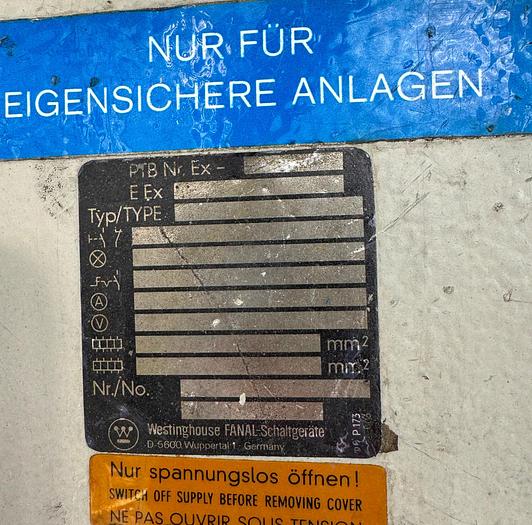 NUR FÜR
EIGENSICHERE ANLAGEN
PTB Nr. Ex -
E Ex
Typ/TYPE
A
V
mm²
mm²
Nr./No.
W
Westinghouse FANAL-Schaltgeräte
D-5600 Wuppertal 1 · Germany
P 173
Nur spannungslos öffnen!
SWITCH OFF SUPPLY BEFORE REMOVING COVER
NE PAS OUVRIR SOUS TENSION